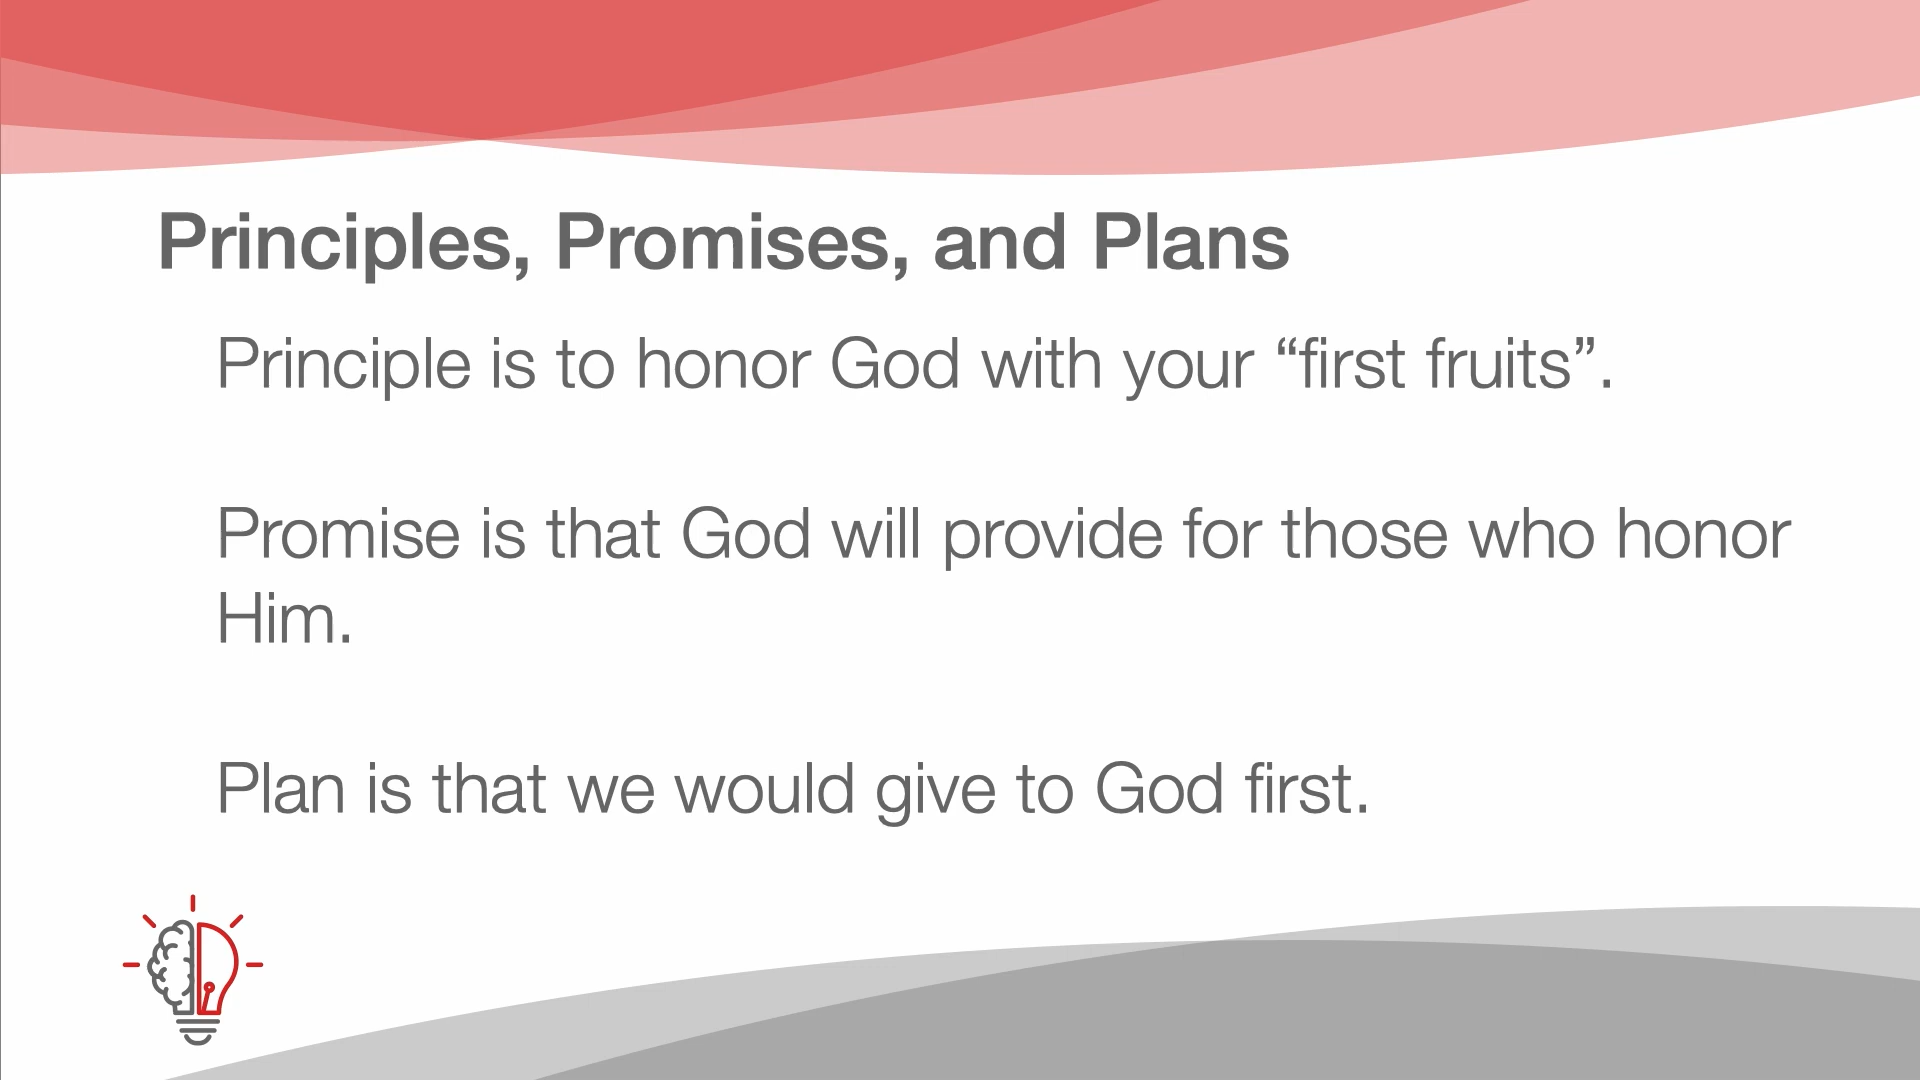 Principles, Promises, and Plans
Principle is to honor God with your “first fruits”.
Promise is that God will provide for those who honor
Him.
Plan is that we would give to God first.